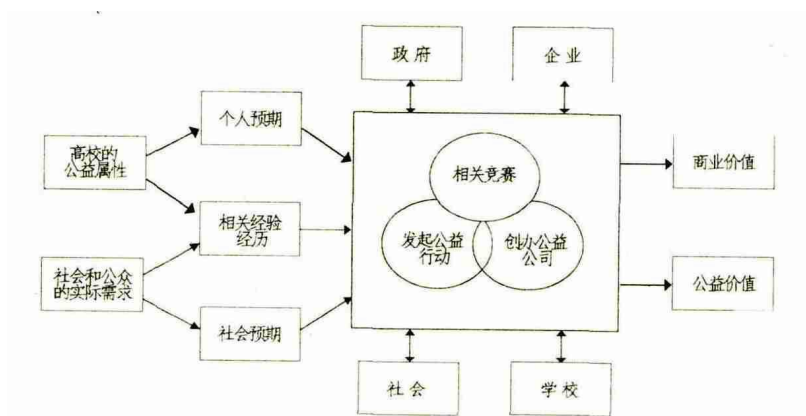 政府
企业
个人预期
高校的
公益属性
相关竞赛
商业价值
相关经验
经历
发起公益
行动
创办公益
公司
社会和公众
的实际需求
公益价值
社会预期
社会
学校